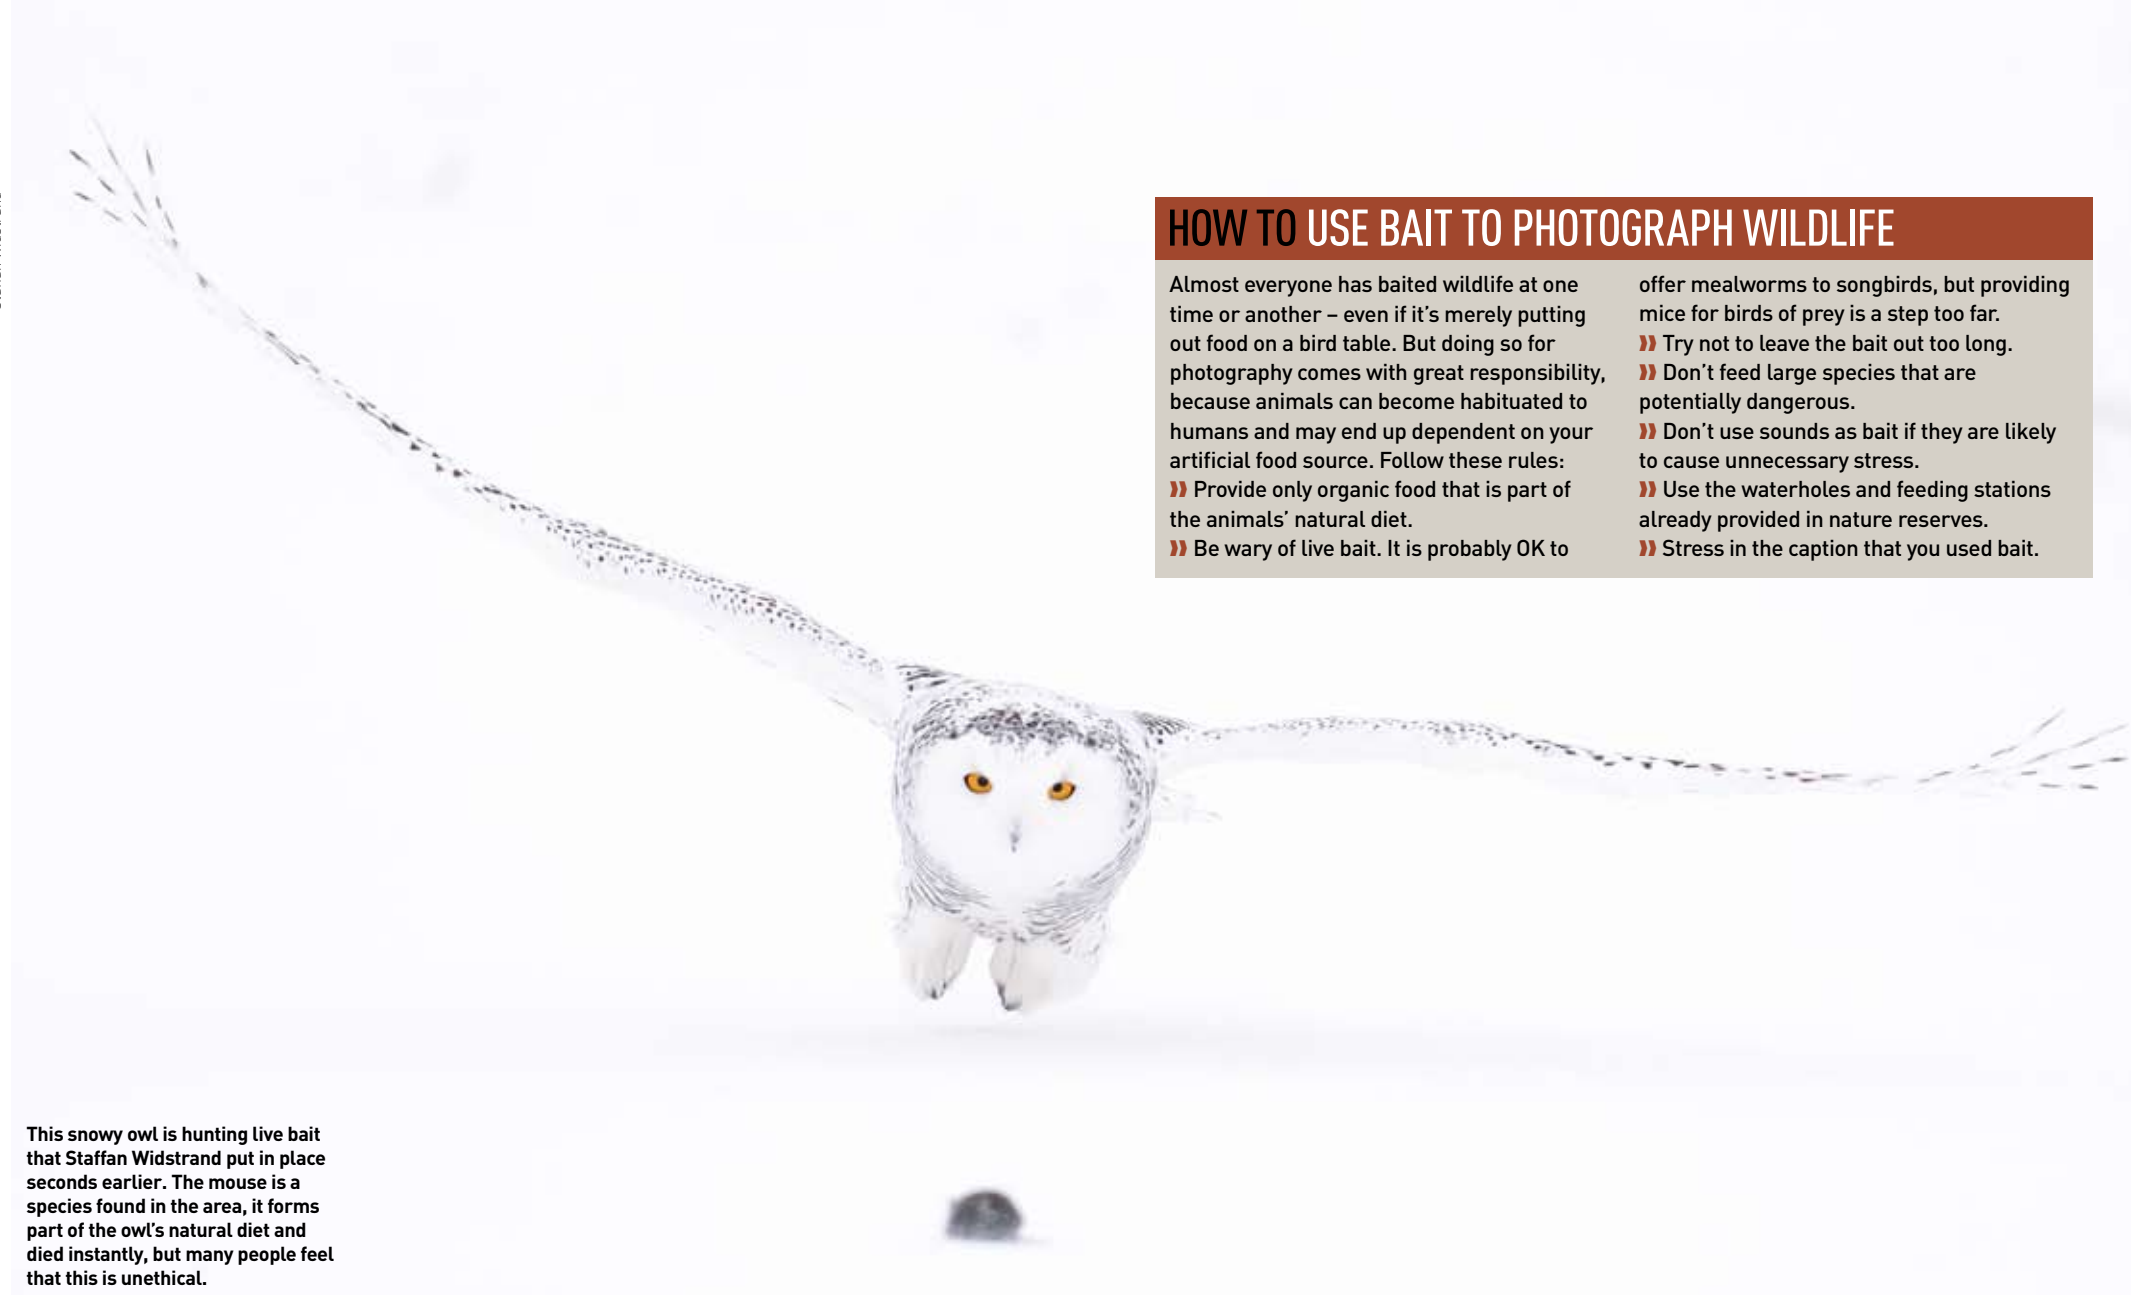 HOW TO USE BAIT TO PHOTOGRAPH WILDLIFE
Almost everyone has baited wildlife at one
time or another – even if it's merely putting
out food on a bird table. But doing so for
photography comes with great responsibility,
because animals can become habituated to
humans and may end up dependent on your
artificial food source. Follow these rules:
⟫ Provide only organic food that is part of
the animals' natural diet.
⟫ Be wary of live bait. It is probably OK to
offer mealworms to songbirds, but providing
mice for birds of prey is a step too far.
⟫ Try not to leave the bait out too long.
⟫ Don't feed large species that are
potentially dangerous.
⟫ Don't use sounds as bait if they are likely
to cause unnecessary stress.
⟫ Use the waterholes and feeding stations
already provided in nature reserves.
⟫ Stress in the caption that you used bait.
This snowy owl is hunting live bait
that Staffan Widstrand put in place
seconds earlier. The mouse is a
species found in the area, it forms
part of the owl's natural diet and
died instantly, but many people feel
that this is unethical.